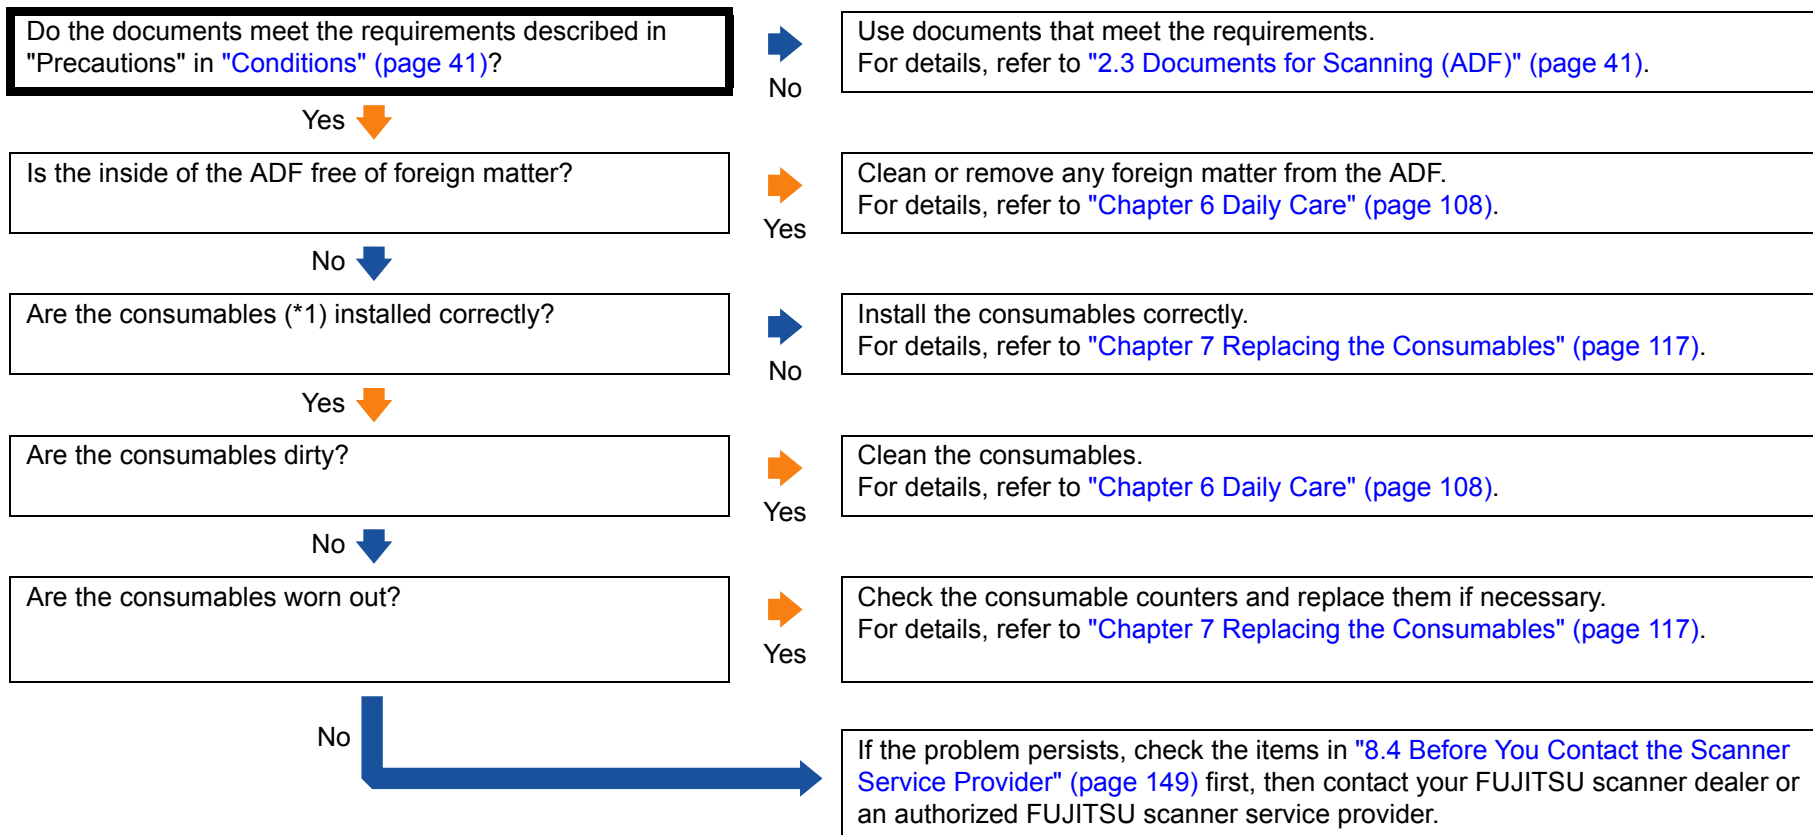 Do the documents meet the requirements described in
"Precautions" in "Conditions" (page 41)?
No
Use documents that meet the requirements.
For details, refer to "2.3 Documents for Scanning (ADF)" (page 41).
Yes
Is the inside of the ADF free of foreign matter?
Yes
Clean or remove any foreign matter from the ADF.
For details, refer to "Chapter 6 Daily Care" (page 108).
No
Are the consumables (*1) installed correctly?
No
Install the consumables correctly.
For details, refer to "Chapter 7 Replacing the Consumables" (page 117).
Yes
Are the consumables dirty?
Yes
Clean the consumables.
For details, refer to "Chapter 6 Daily Care" (page 108).
No
Are the consumables worn out?
Yes
Check the consumable counters and replace them if necessary.
For details, refer to "Chapter 7 Replacing the Consumables" (page 117).
No
If the problem persists, check the items in "8.4 Before You Contact the Scanner
Service Provider" (page 149) first, then contact your FUJITSU scanner dealer or
an authorized FUJITSU scanner service provider.